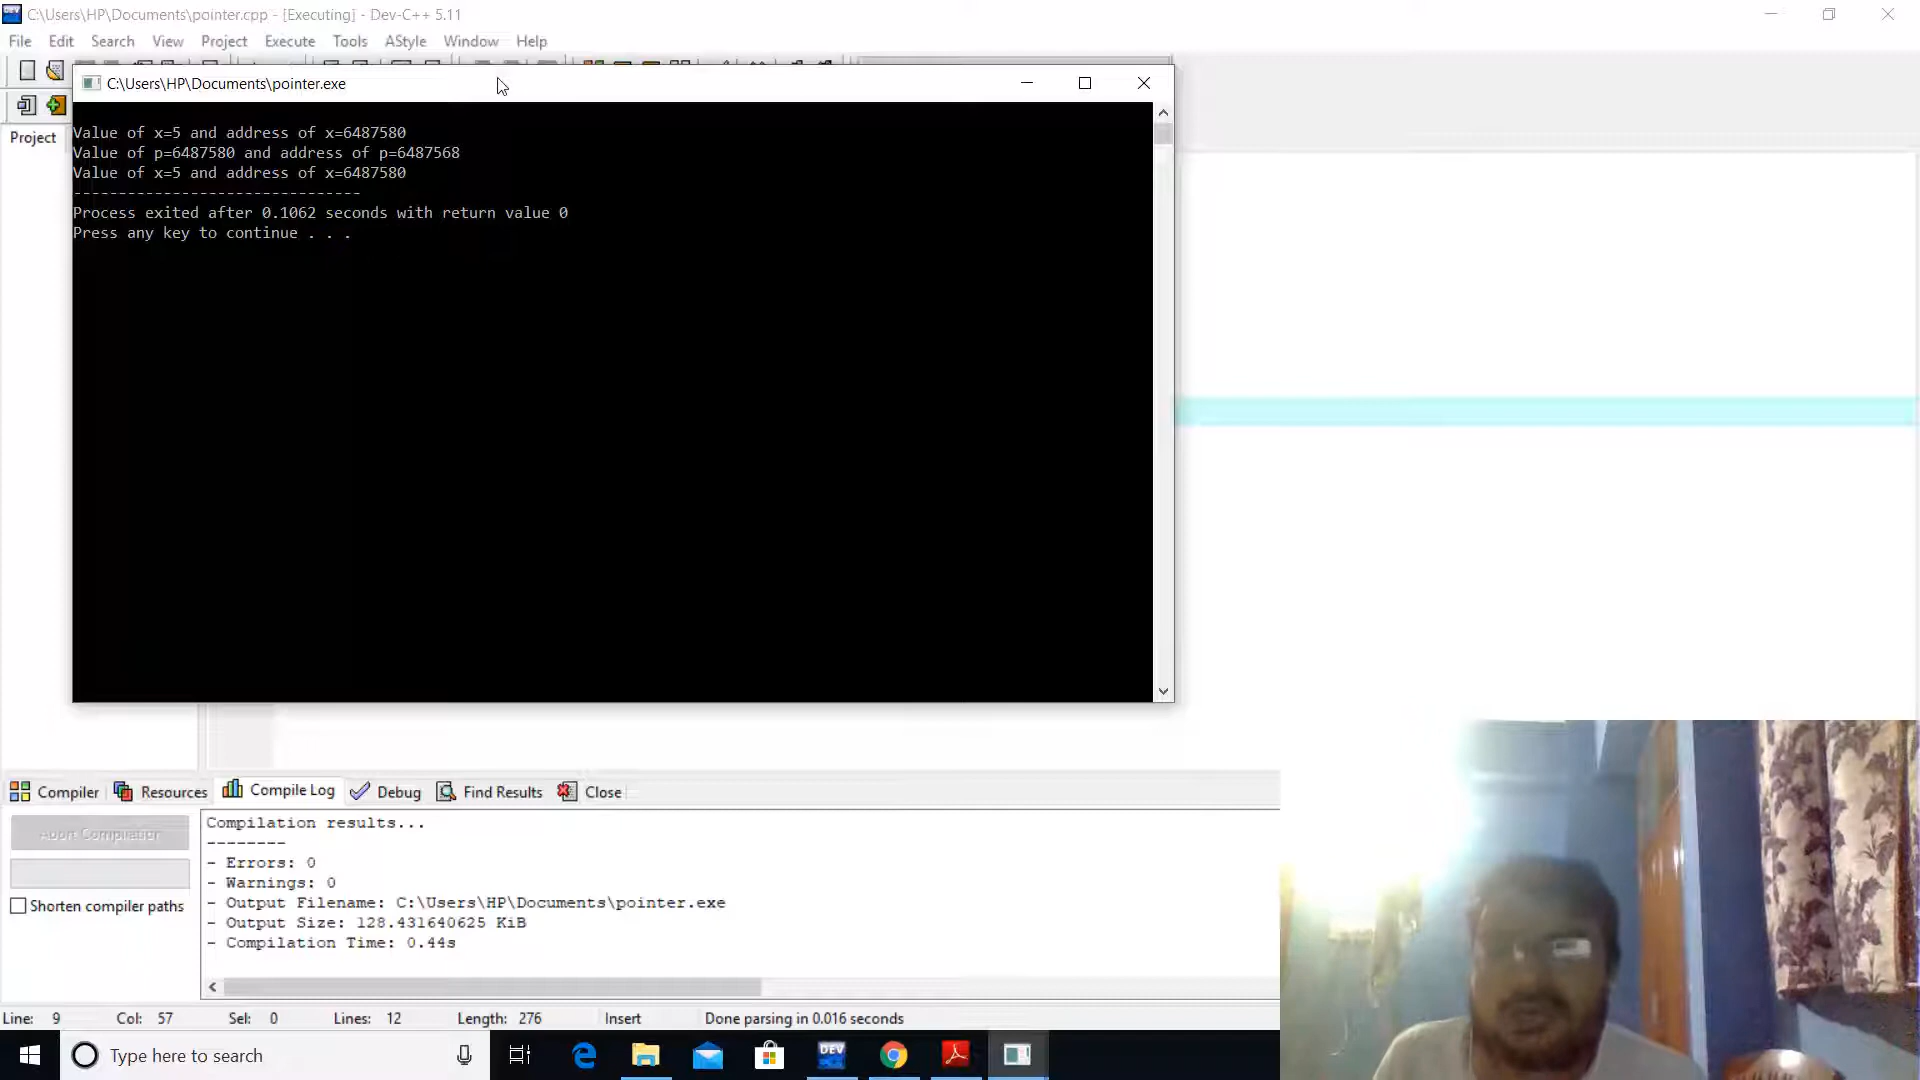 C:\Users\HP\Documents\pointer.cpp - [Executing] - Dev-C++ 5.11
File Edit Search View Project Execute Tools AStyle Window Help
C:\Users\HP\Documents\pointer.exe
Project
Value of x=5 and address of x=6487580
Value of p=6487580 and address of p=6487568
Value of x=5 and address of x=6487580
--------------------------------
Process exited after 0.1062 seconds with return value 0
Press any key to continue . . .
Compiler Resources Compile Log Debug Find Results Close
Abort Compilation
Shorten compiler paths
Compilation results...
--------
- Errors: 0
- Warnings: 0
- Output Filename: C:\Users\HP\Documents\pointer.exe
- Output Size: 128.431640625 KiB
- Compilation Time: 0.44s
Line: 9 Col: 57 Sel: 0 Lines: 12 Length: 276 Insert Done parsing in 0.016 seconds
Type here to search
DEV